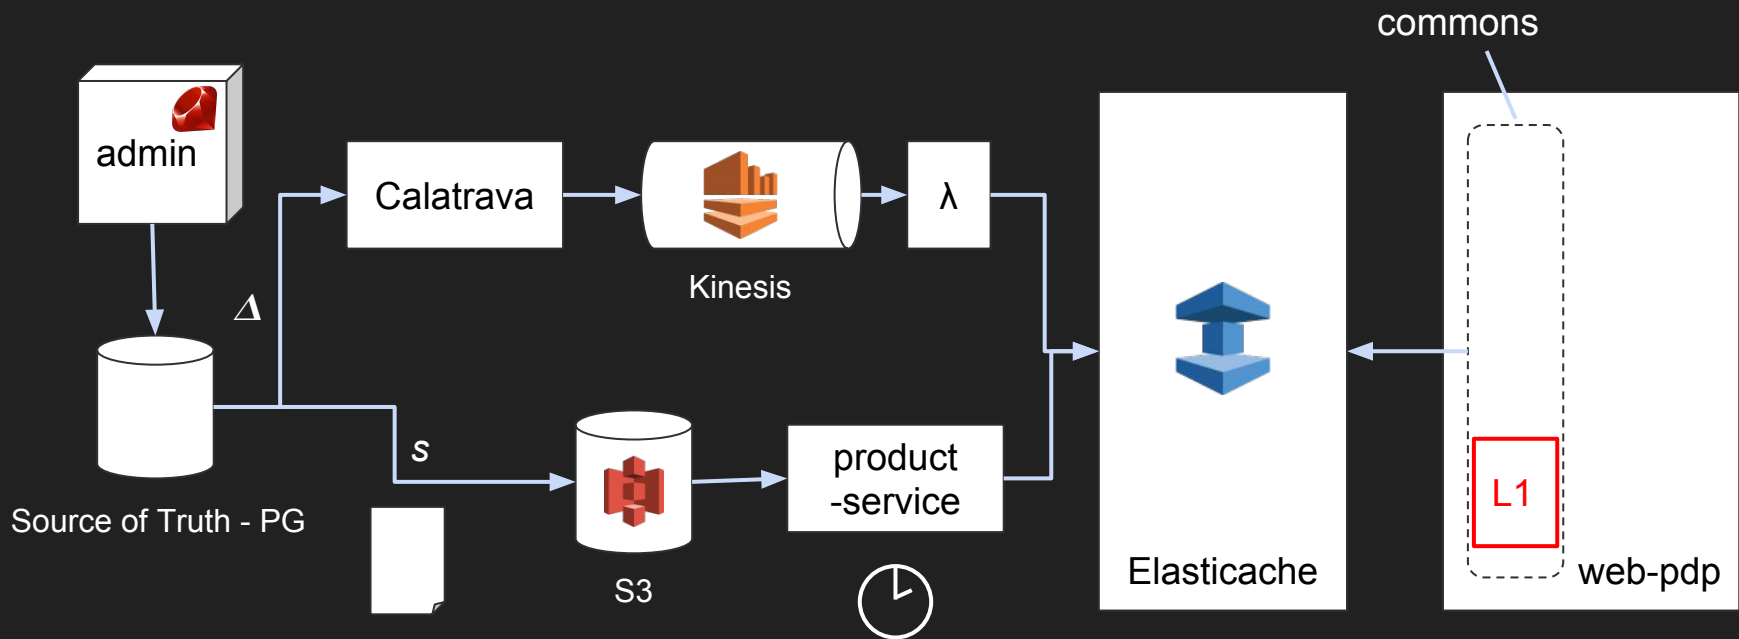 commons
admin
Calatrava
λ
Kinesis
Δ
s
product
-service
L1
Source of Truth - PG
S3
Elasticache
web-pdp